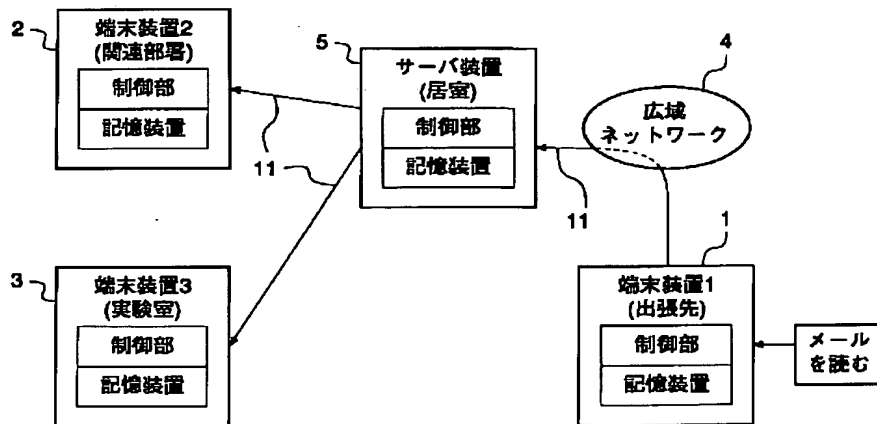 2
端末装置2
(関連部署)
制御部
記憶装置
11
5
サーバ装置
(居室)
制御部
記憶装置
4
広域
ネットワーク
11
11
3
端末装置3
(実験室)
制御部
記憶装置
1
端末装置1
(出張先)
制御部
記憶装置
メール
を読む